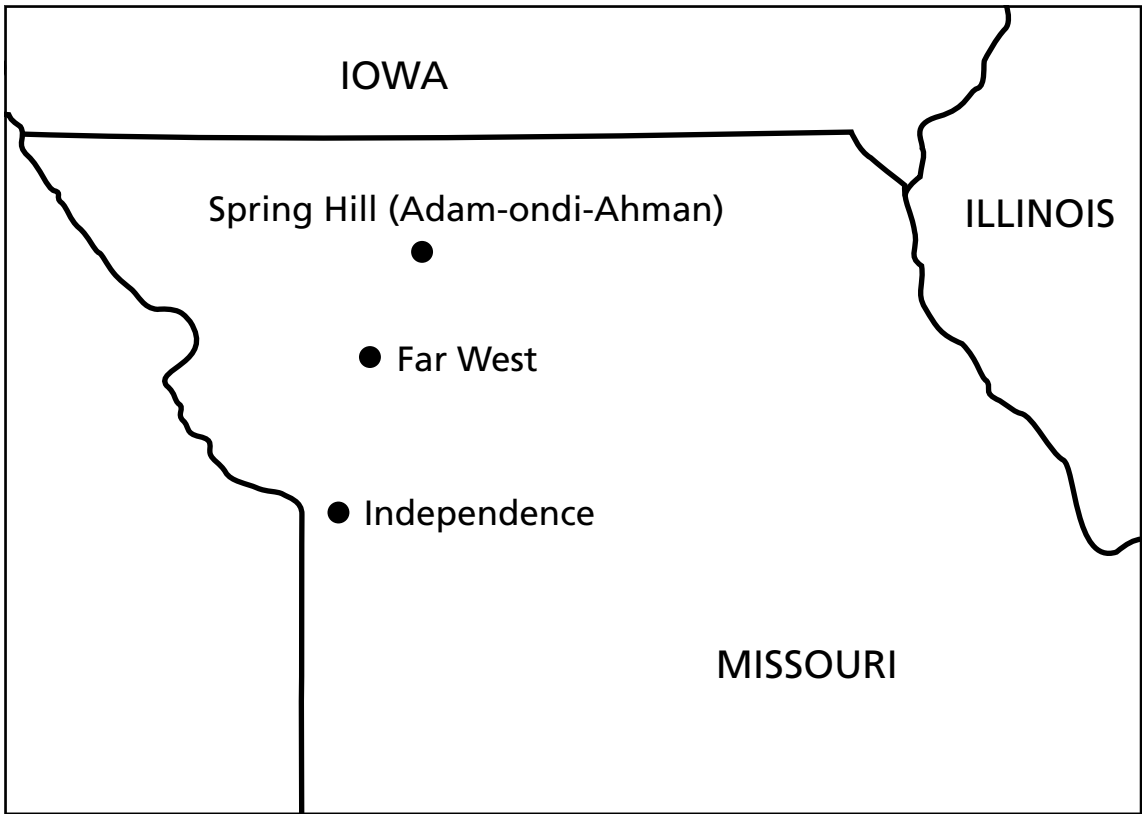 IOWA
Spring Hill (Adam-ondi-Ahman)
ILLINOIS
Far West
Independence
MISSOURI